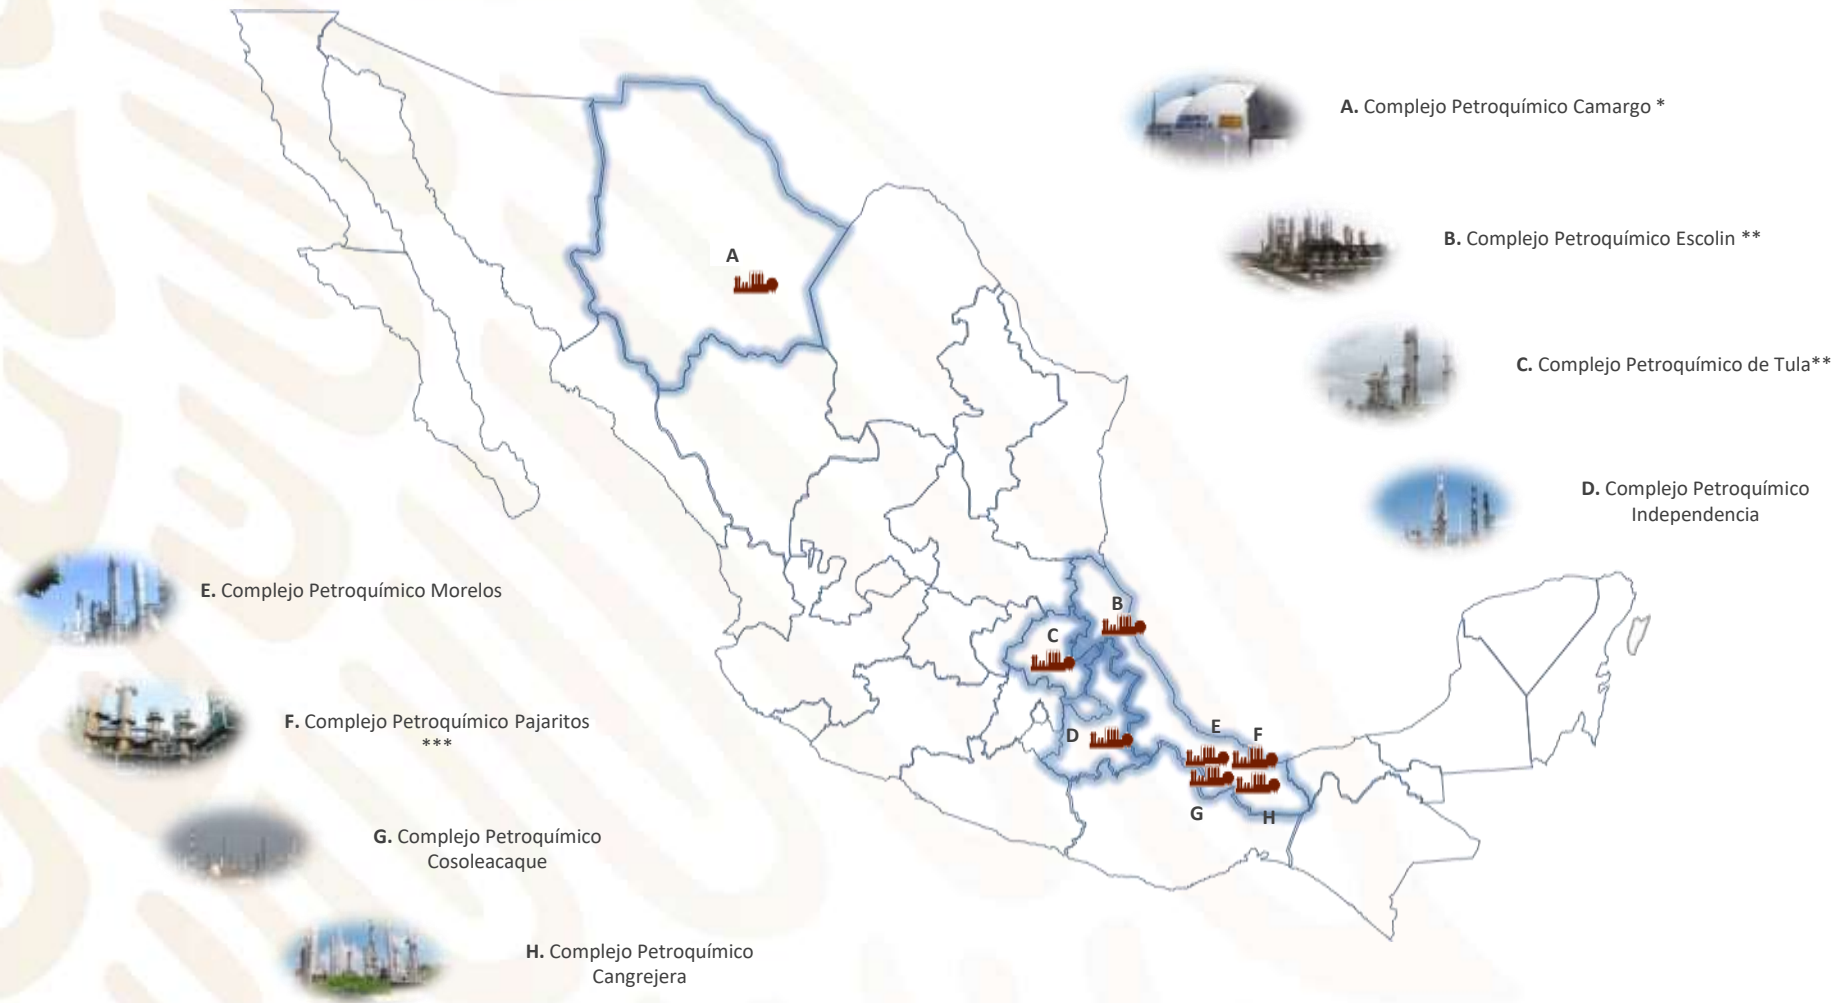 A. Complejo Petroquímico Camargo *
B. Complejo Petroquímico Escolin **
C. Complejo Petroquímico de Tula**
D. Complejo Petroquímico
Independencia
E. Complejo Petroquímico Morelos
F. Complejo Petroquímico Pajaritos
***
G. Complejo Petroquímico
Cosoleacaque
H. Complejo Petroquímico
Cangrejera
A
B
C
D
E
F
G
H